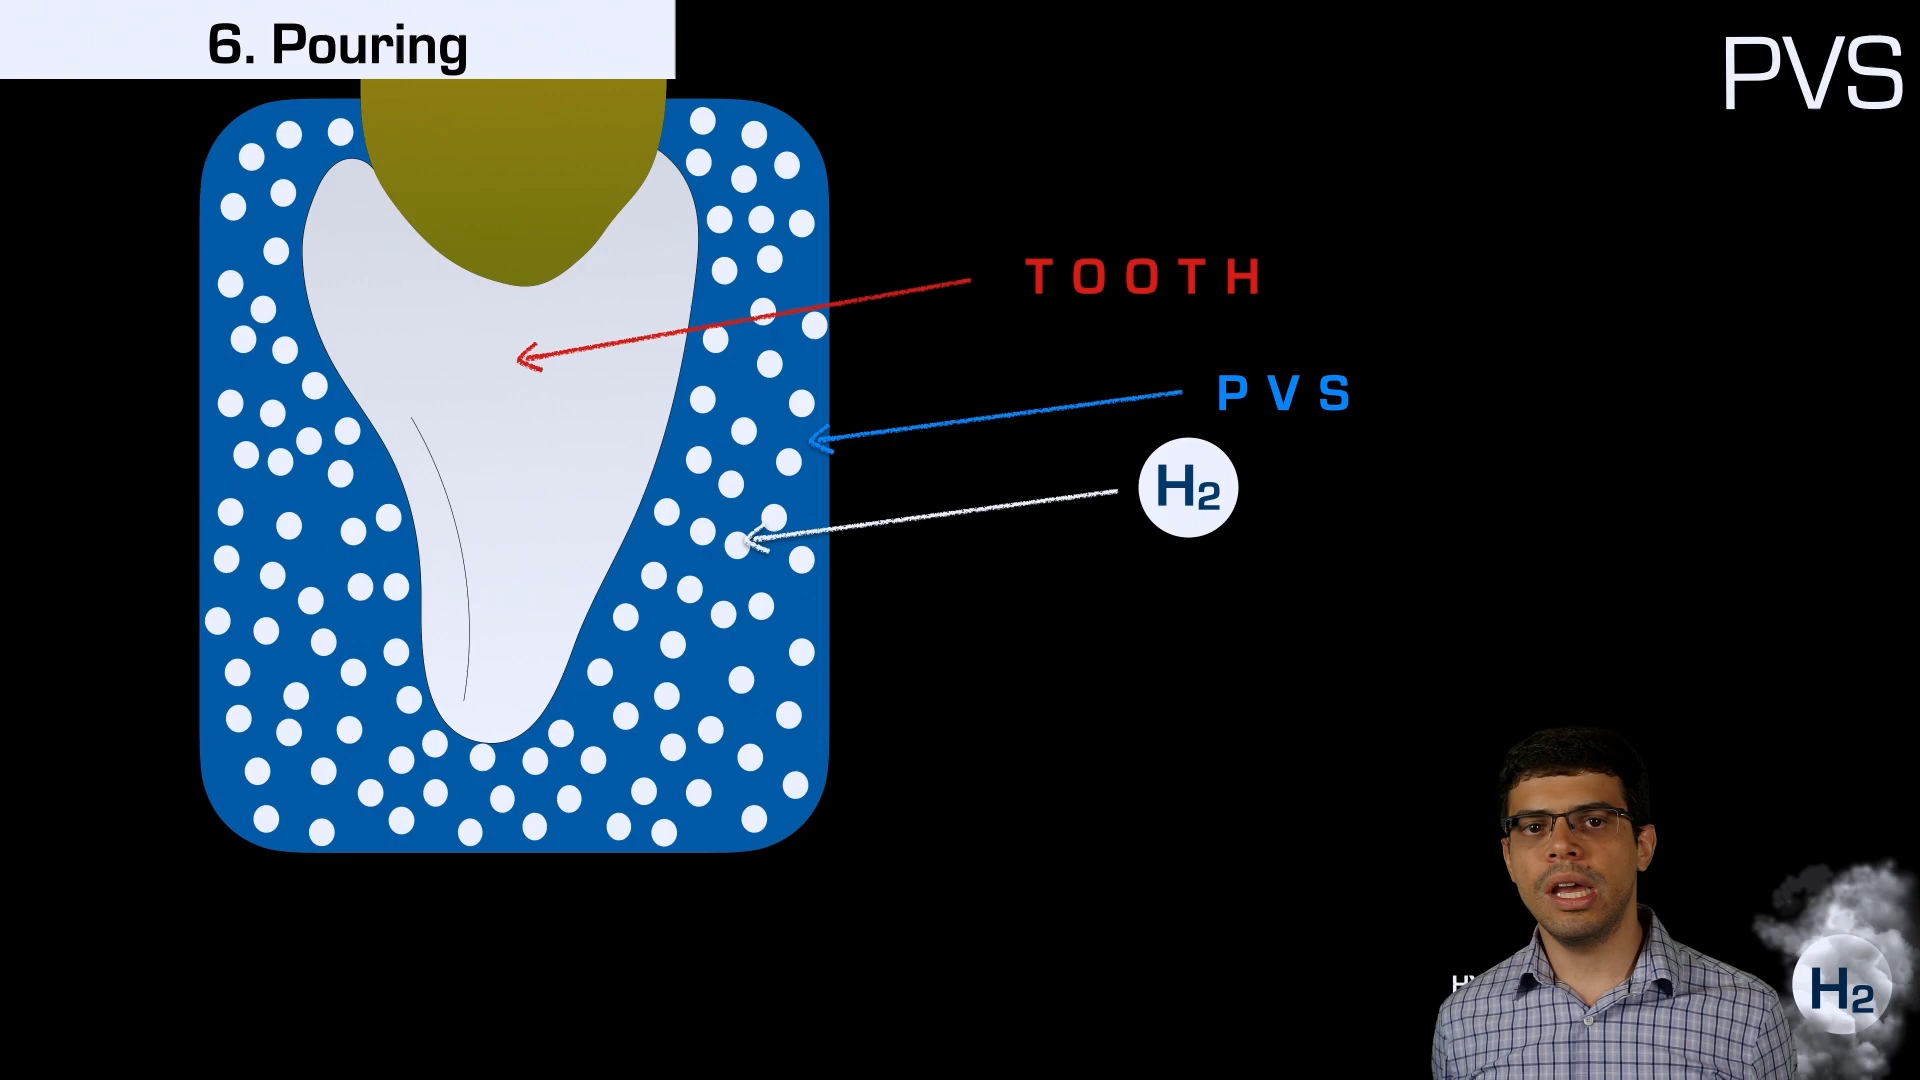 6. Pouring
PVS
TOOTH
PVS
H2
H2